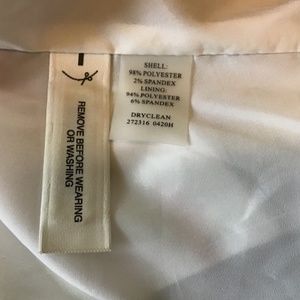 REMOVE BEFORE WEARING
OR WASHING
SHELL:
98% POLYESTER
2% SPANDEX
LINING:
94% POLYESTER
6% SPANDEX
DRYCLEAN
272316 0420H